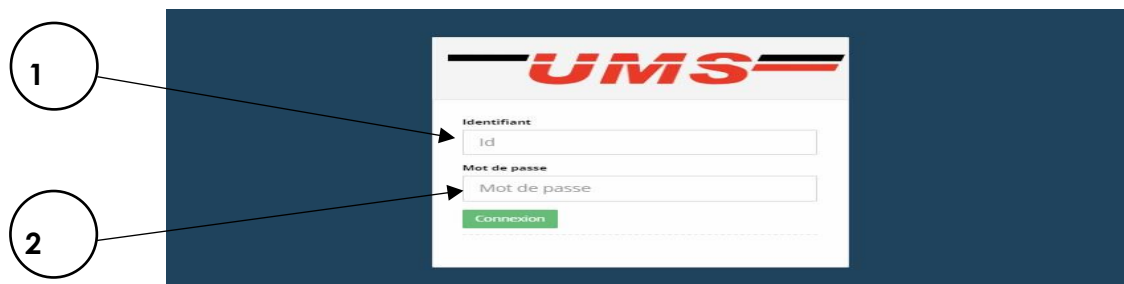 1
UMS
Identifiant
Id
Mot de passe
Mot de passe
Connexion
2